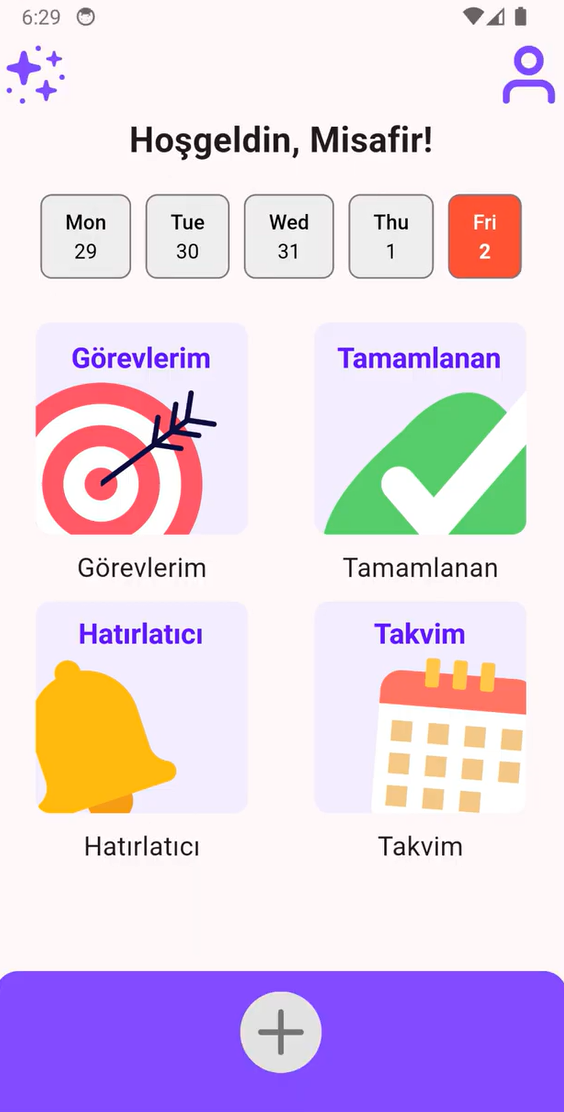 6:29
Hoşgeldin, Misafir!
Mon Tue Wed Thu Fri
29 30 31 1 2
Görevlerim Tamamlanan
Görevlerim Tamamlanan
Hatırlatıcı Takvim
Hatırlatıcı Takvim